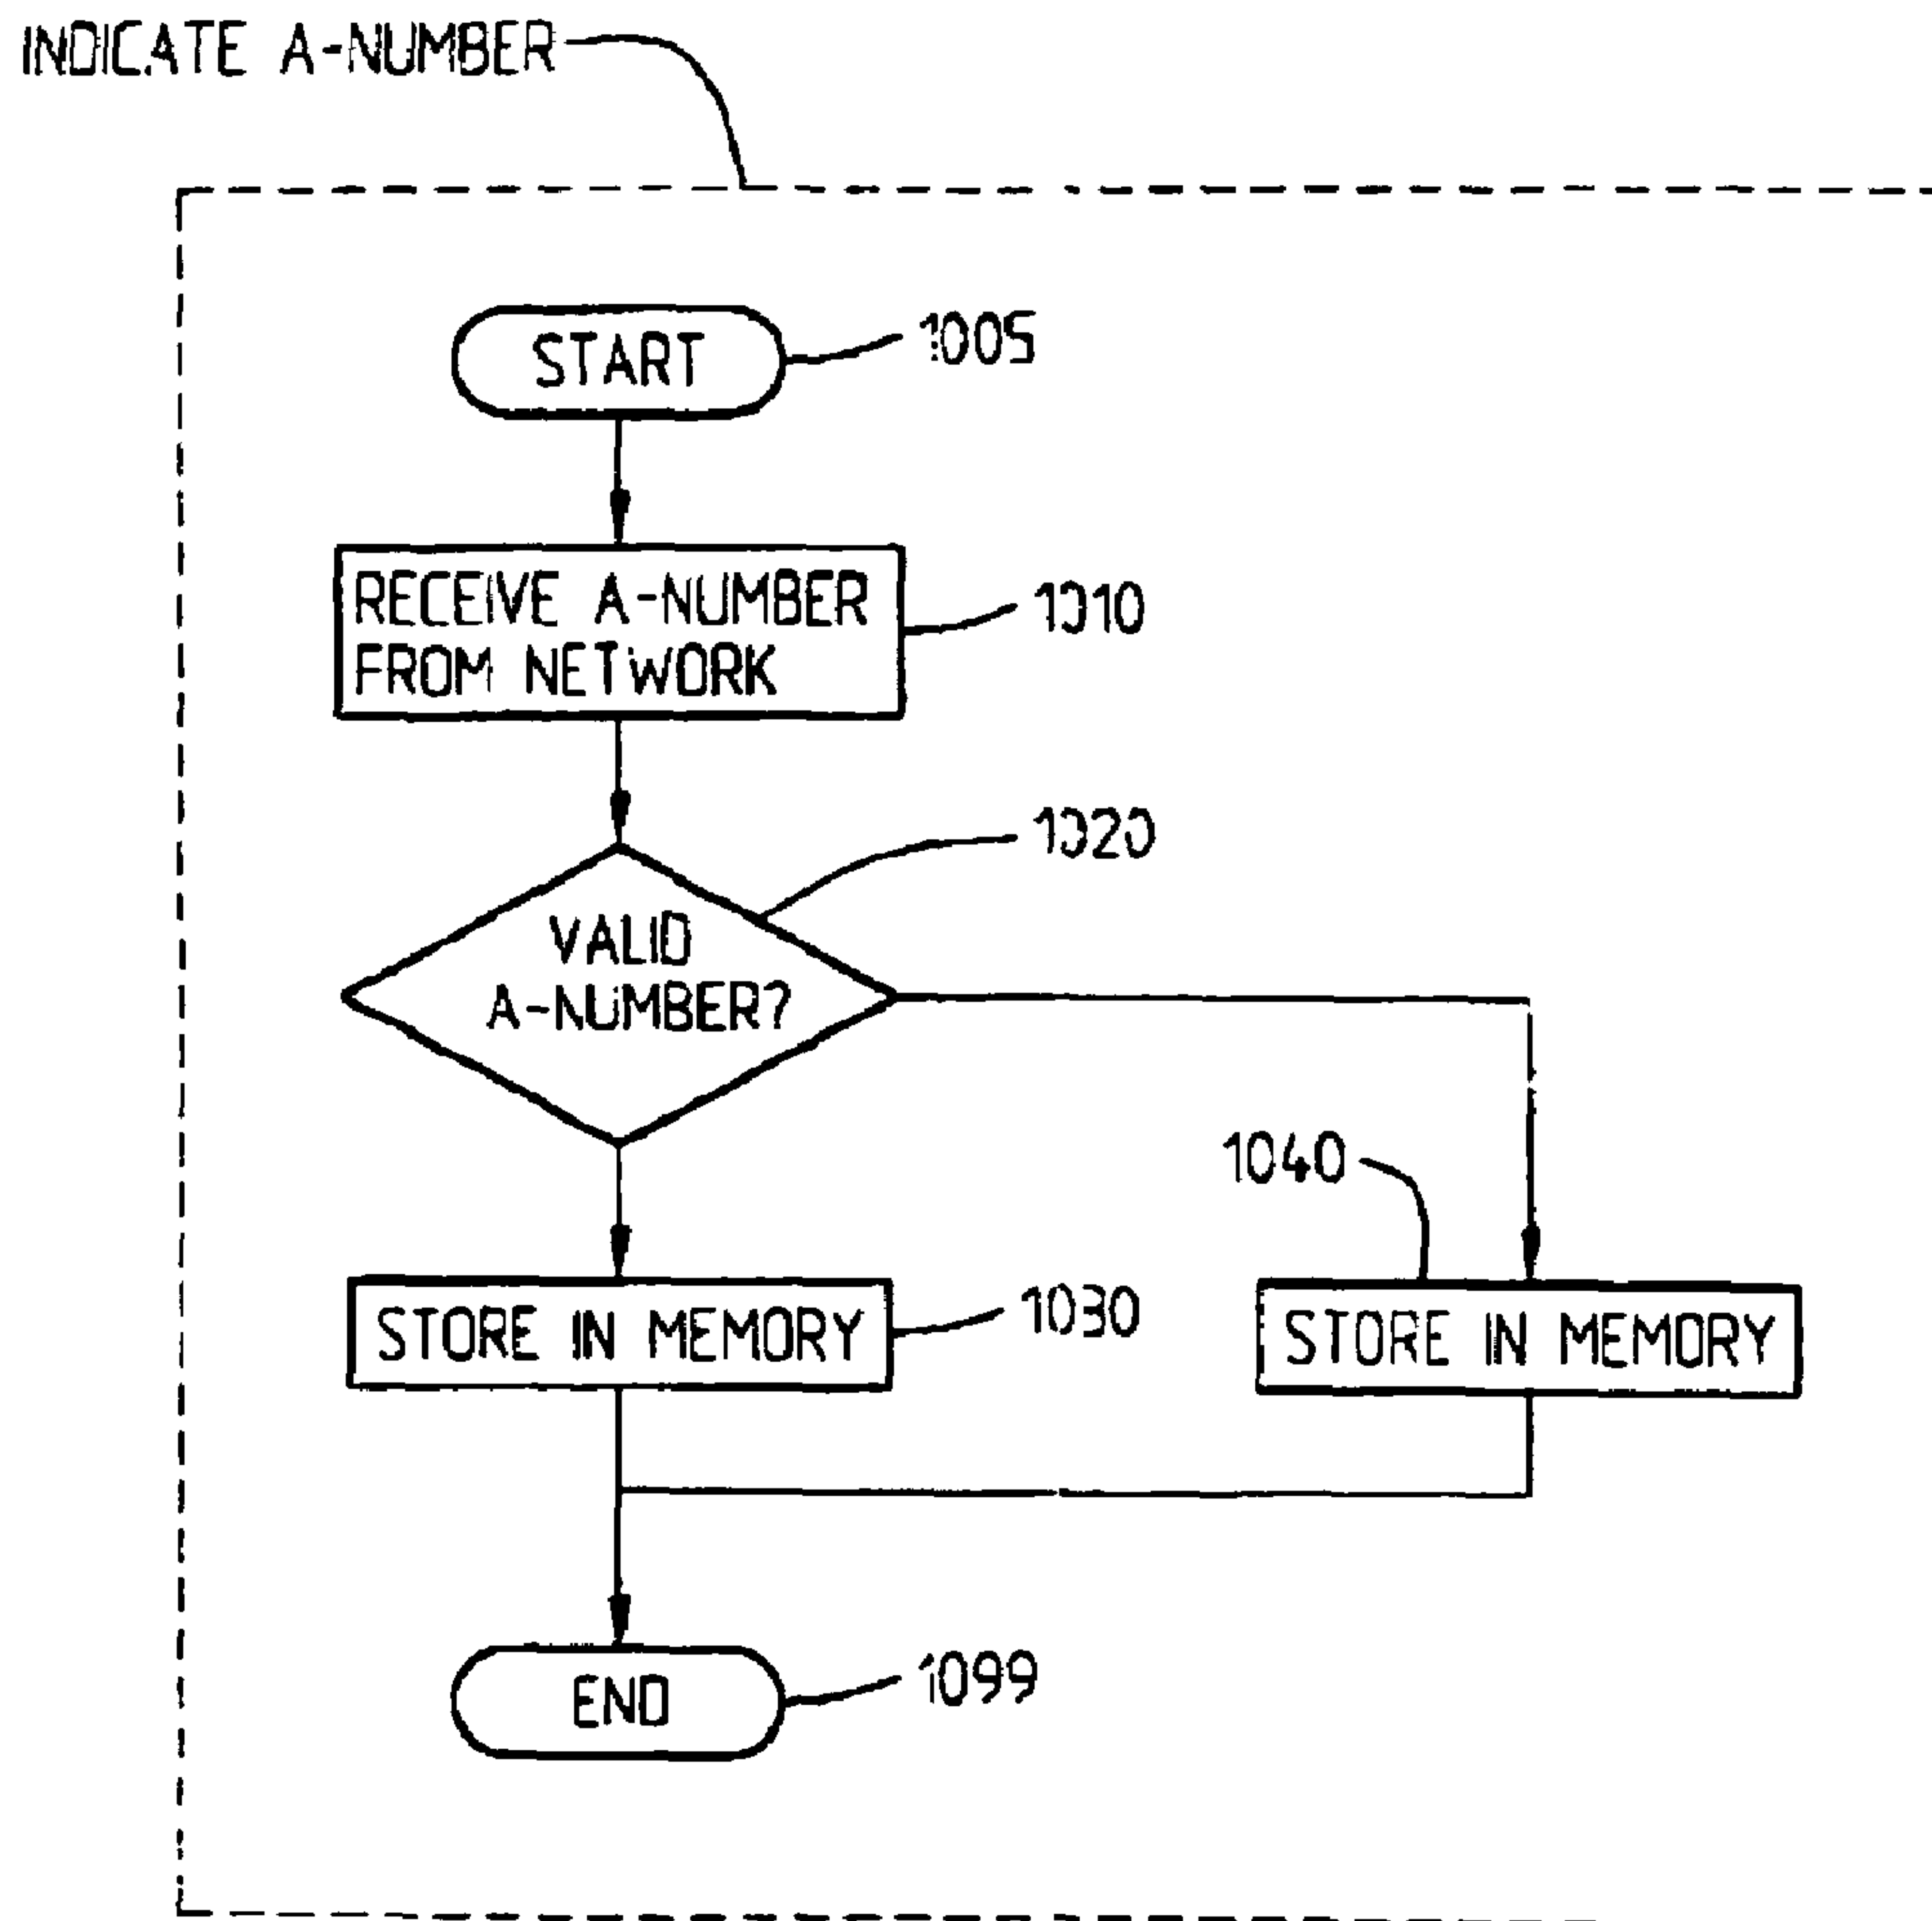 INDICATE A-NUMBER
START
1005
RECEIVE A-NUMBER
FROM NETWORK
1010
1020
VALID
A-NUMBER?
1040
STORE IN MEMORY
1030
STORE IN MEMORY
END
1099